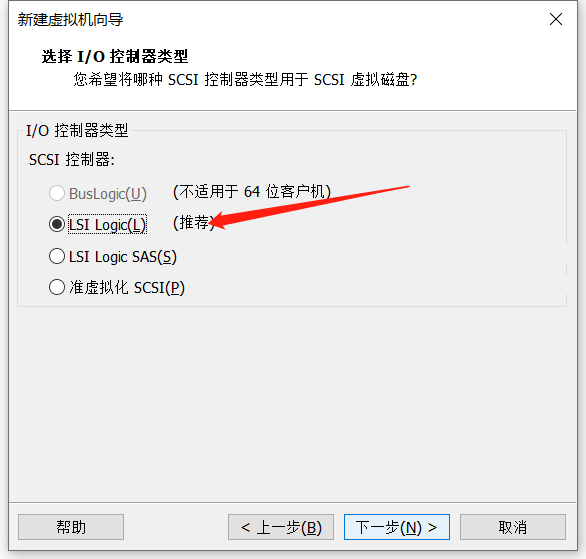 新建虚拟机向导
选择 I/O 控制器类型
您希望将哪种 SCSI 控制器类型用于 SCSI 虚拟磁盘?
I/O 控制器类型
SCSI 控制器:
BusLogic(U) (不适用于 64 位客户机)
LSI Logic(L) (推荐)
LSI Logic SAS(S)
准虚拟化 SCSI(P)
帮助 < 上一步(B) 下一步(N) > 取消